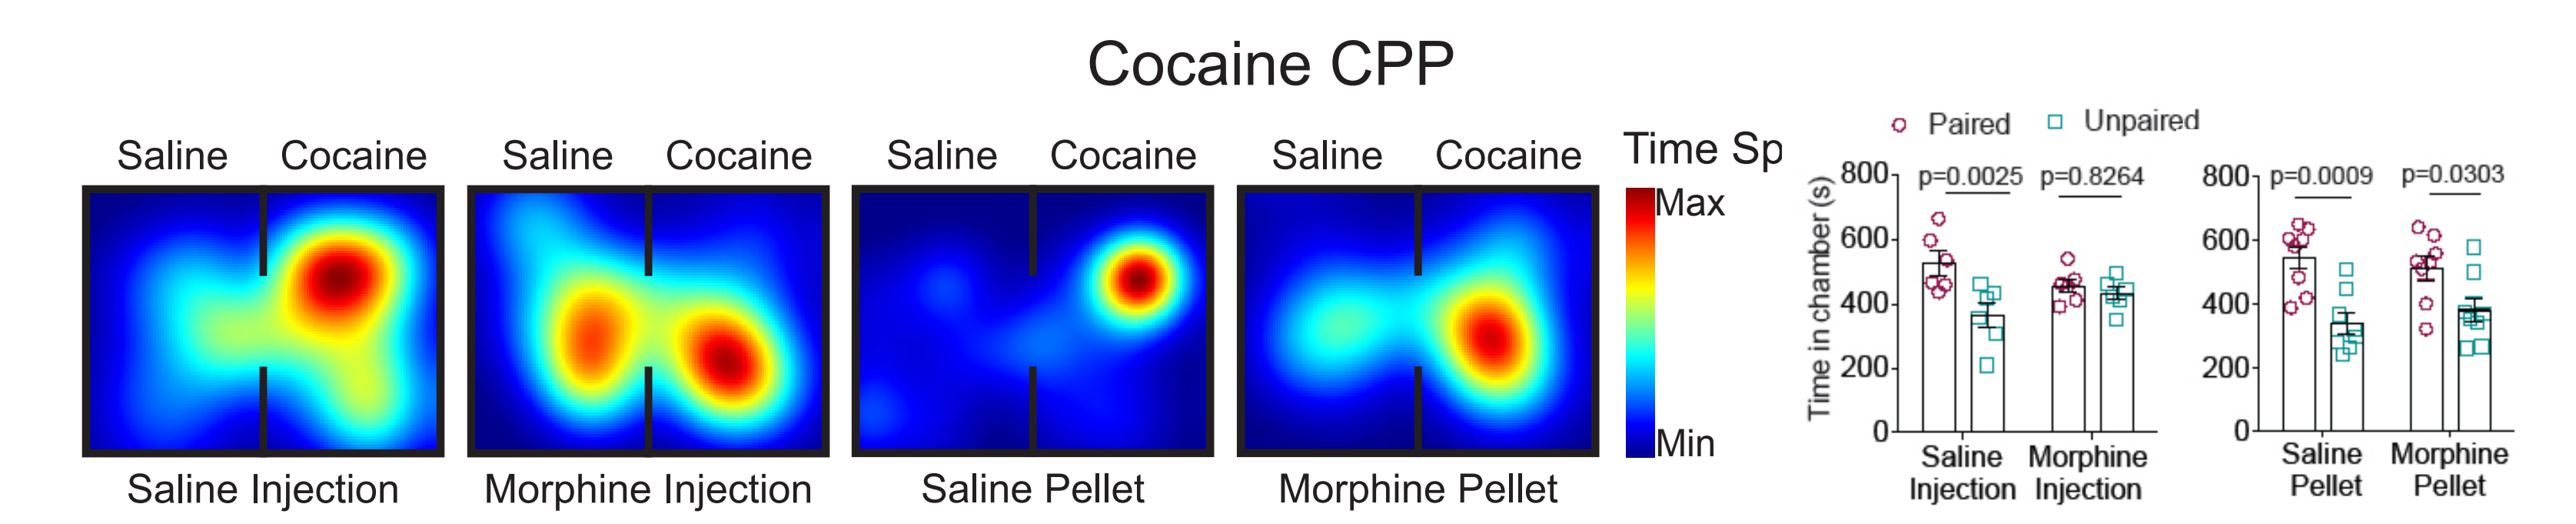 Cocaine CPP
Saline Cocaine
Saline Injection
Saline Cocaine
Morphine Injection
Saline Cocaine
Saline Pellet
Saline Cocaine
Morphine Pellet
Time Sp
Max
Min
Paired
Unpaired
Time in chamber (s)
800
600
400
200
0
p=0.0025
p=0.8264
Saline
Injection
Morphine
Injection
800
600
400
200
0
p=0.0009
p=0.0303
Saline
Pellet
Morphine
Pellet